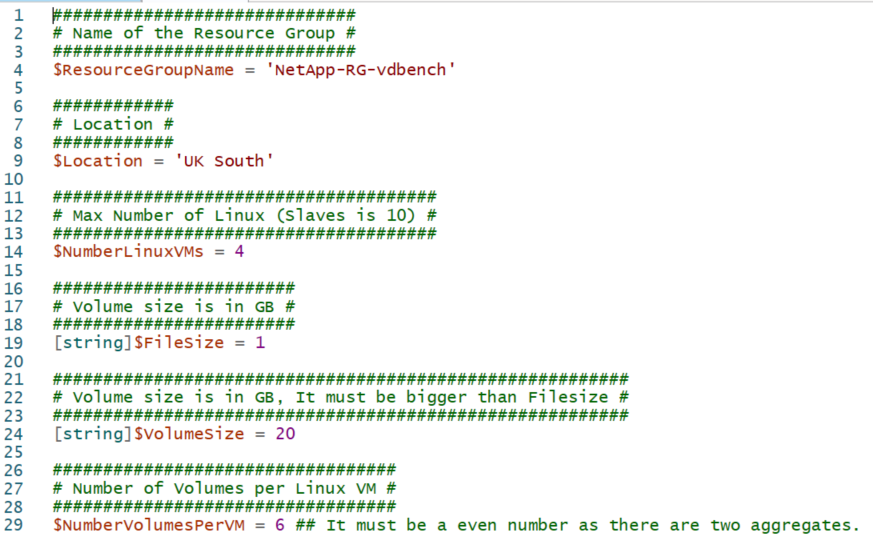 1 ##############################
2 # Name of the Resource Group #
3 ##############################
4 $ResourceGroupName = 'NetApp-RG-vdbench'
5
6 ############
7 # Location #
8 ############
9 $Location = 'UK South'
10
11 ######################################
12 # Max Number of Linux (Slaves is 10) #
13 ######################################
14 $NumberLinuxVMs = 4
15
16 ########################
17 # Volume size is in GB #
18 ########################
19 [string]$FileSize = 1
20
21 #########################################################
22 # Volume size is in GB, It must be bigger than Filesize #
23 #########################################################
24 [string]$VolumeSize = 20
25
26 ##################################
27 # Number of Volumes per Linux VM #
28 ##################################
29 $NumberVolumesPerVM = 6 ## It must be a even number as there are two aggregates.